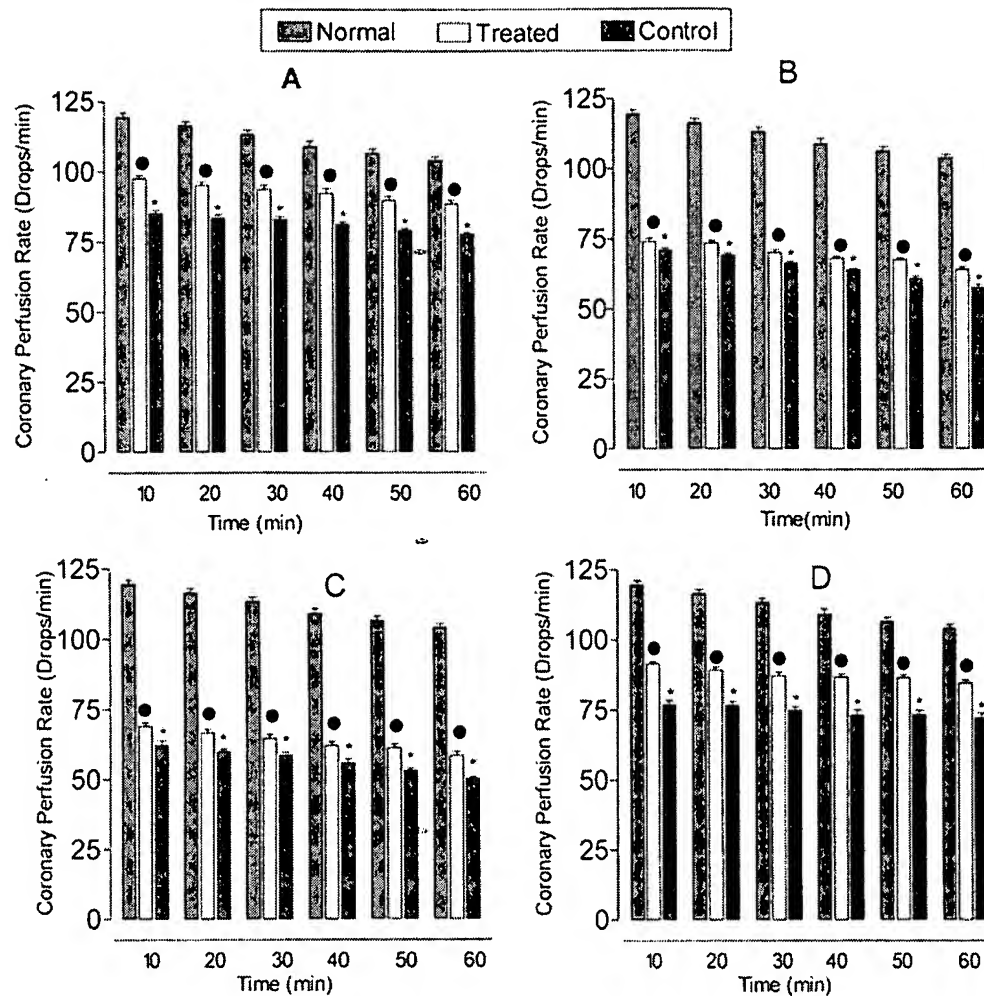 Normal Treated Control
A
Coronary Perfusion Rate (Drops/min)
125
100
75
50
25
0
10 20 30 40 50 60
Time (min)
B
Coronary Perfusion Rate (Drops/min)
125
100
75
50
25
0
10 20 30 40 50 60
Time(min)
C
Coronary Perfusion Rate (Drops/min)
125
100
75
50
25
0
10 20 30 40 50 60
Time (min)
D
Coronary Perfusion Rate (Drops/min)
125
100
75
50
25
0
10 20 30 40 50 60
Time (min)